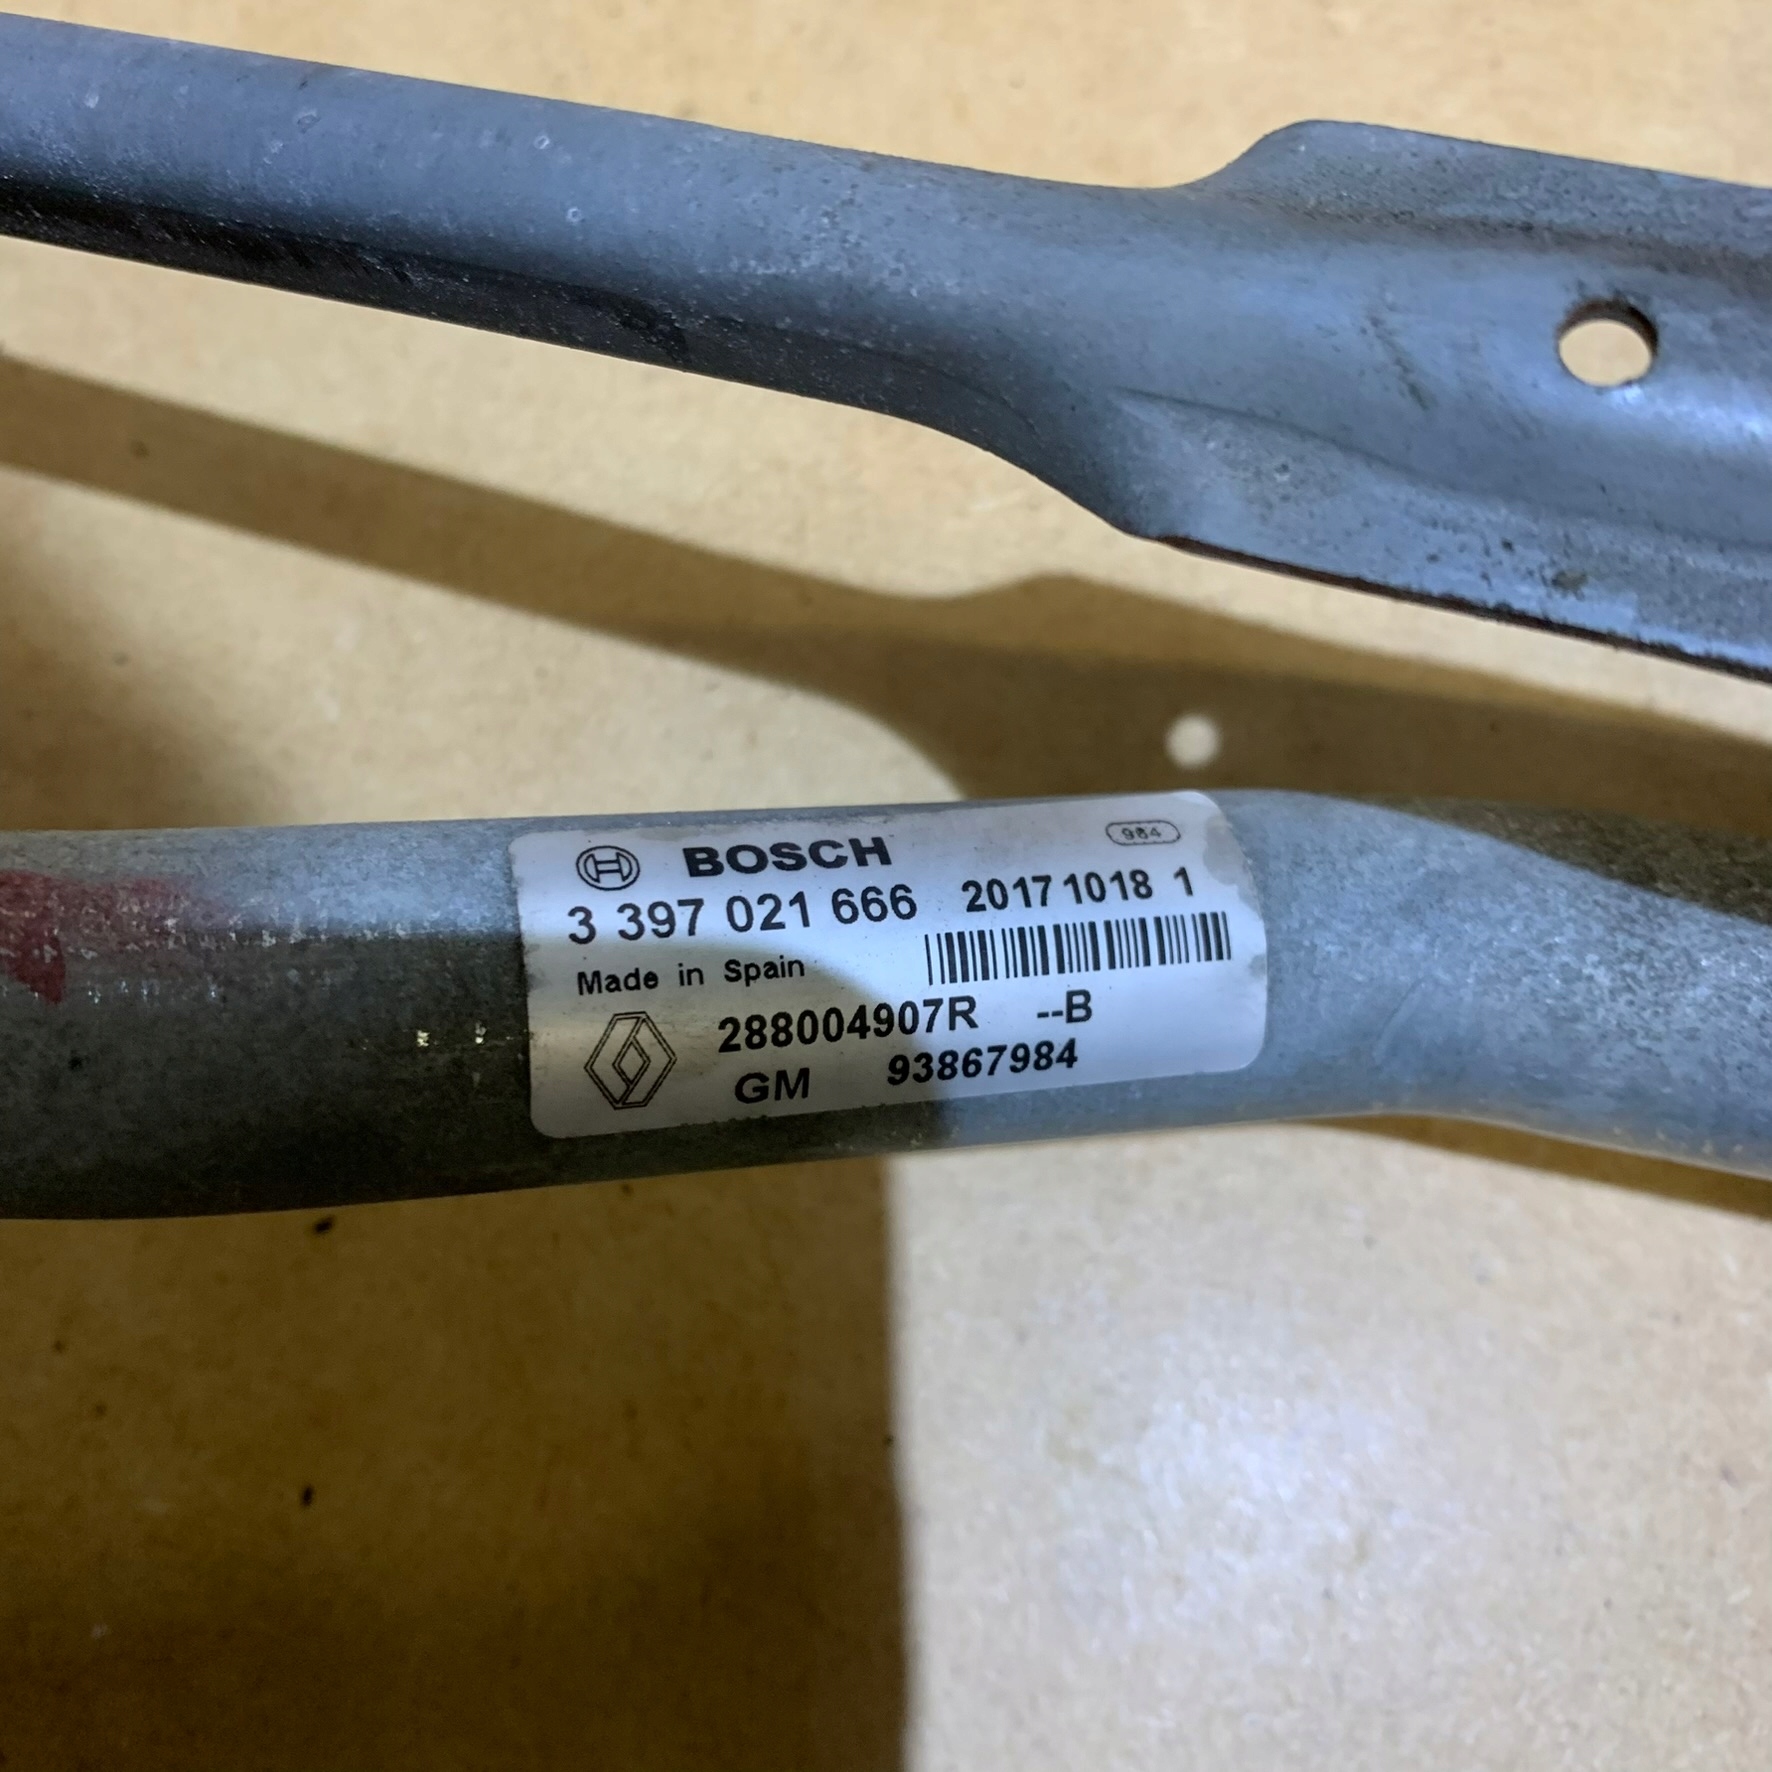 BOSCH 984
3 397 021 666 20171018 1
Made in Spain
288004907R --B
GM 93867984